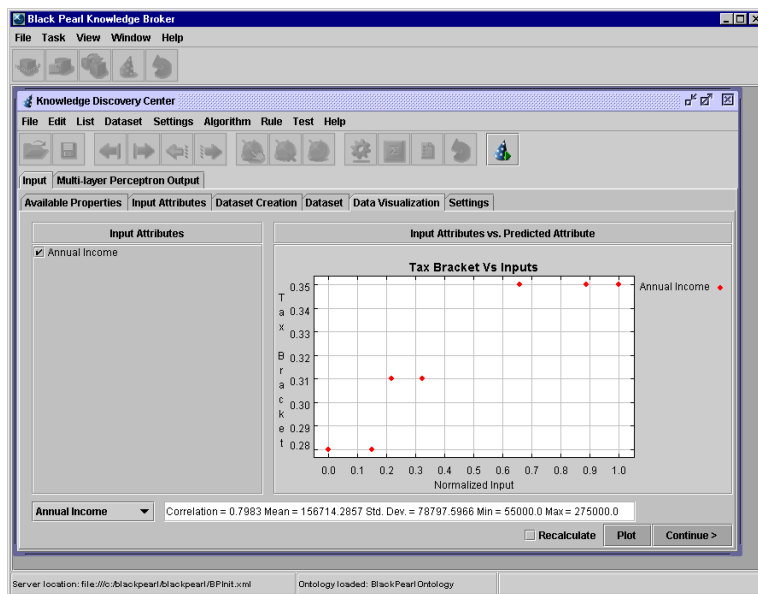 Black Pearl Knowledge Broker
File Task View Window Help
Knowledge Discovery Center
File Edit List Dataset Settings Algorithm Rule Test Help
Input Multi-layer Perceptron Output
Available Properties Input Attributes Dataset Creation Dataset Data Visualization Settings
Input Attributes
Annual Income
Input Attributes vs. Predicted Attribute
Tax Bracket Vs Inputs
Tax Bracket
0.35
0.34
0.33
0.32
0.31
0.30
0.29
0.28
0.0 0.1 0.2 0.3 0.4 0.5 0.6 0.7 0.8 0.9 1.0
Normalized Input
Annual Income
Annual Income
Correlation = 0.7983 Mean = 156714.2857 Std. Dev. = 78797.5966 Min = 55000.0 Max = 275000.0
Recalculate Plot Continue >
Server location: file:///c:/blackpearl/blackpearl/BPInit.xml Ontology loaded: BlackPearlOntology